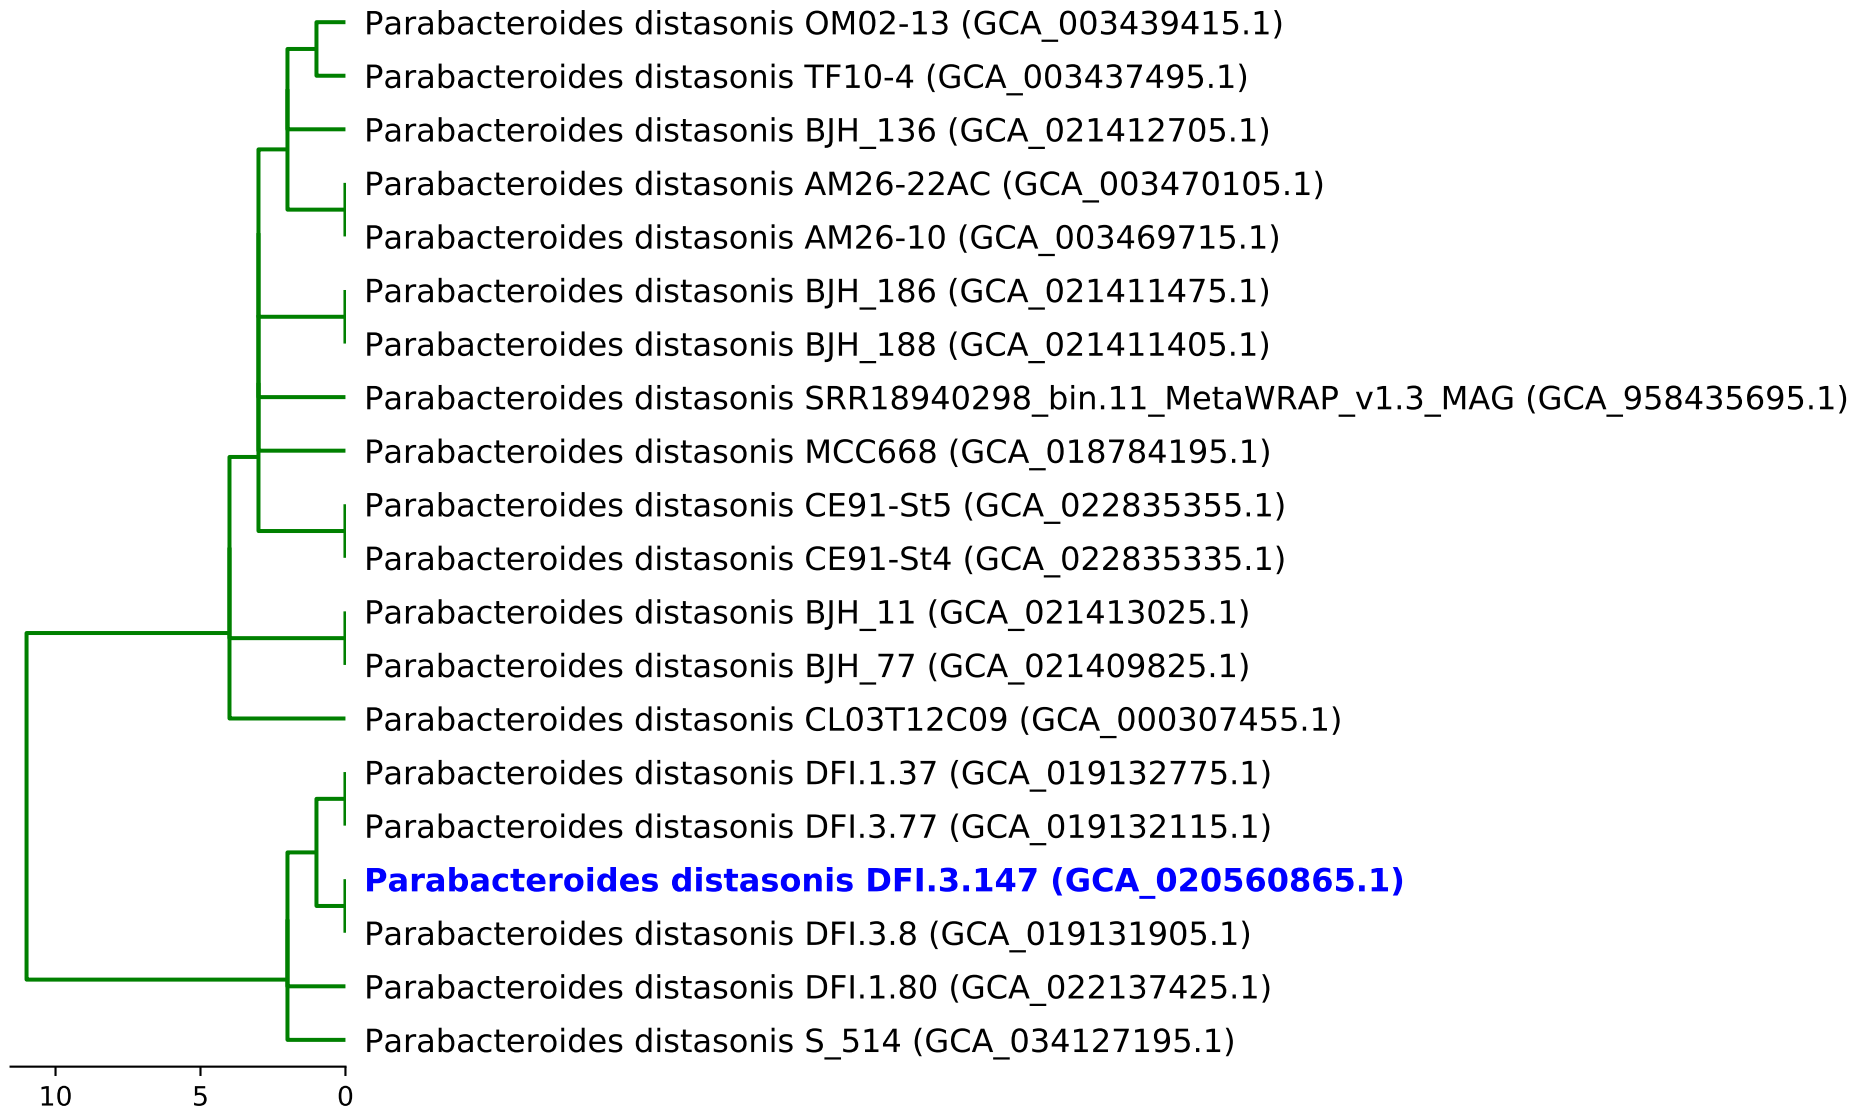 Parabacteroides distasonis OM02-13 (GCA_003439415.1)
Parabacteroides distasonis TF10-4 (GCA_003437495.1)
Parabacteroides distasonis BJH_136 (GCA_021412705.1)
Parabacteroides distasonis AM26-22AC (GCA_003470105.1)
Parabacteroides distasonis AM26-10 (GCA_003469715.1)
Parabacteroides distasonis BJH_186 (GCA_021411475.1)
Parabacteroides distasonis BJH_188 (GCA_021411405.1)
Parabacteroides distasonis SRR18940298_bin.11_MetaWRAP_v1.3_MAG (GCA_958435695.1)
Parabacteroides distasonis MCC668 (GCA_018784195.1)
Parabacteroides distasonis CE91-St5 (GCA_022835355.1)
Parabacteroides distasonis CE91-St4 (GCA_022835335.1)
Parabacteroides distasonis BJH_11 (GCA_021413025.1)
Parabacteroides distasonis BJH_77 (GCA_021409825.1)
Parabacteroides distasonis CL03T12C09 (GCA_000307455.1)
Parabacteroides distasonis DFI.1.37 (GCA_019132775.1)
Parabacteroides distasonis DFI.3.77 (GCA_019132115.1)
Parabacteroides distasonis DFI.3.147 (GCA_020560865.1)
Parabacteroides distasonis DFI.3.8 (GCA_019131905.1)
Parabacteroides distasonis DFI.1.80 (GCA_022137425.1)
Parabacteroides distasonis S_514 (GCA_034127195.1)
10 5 0